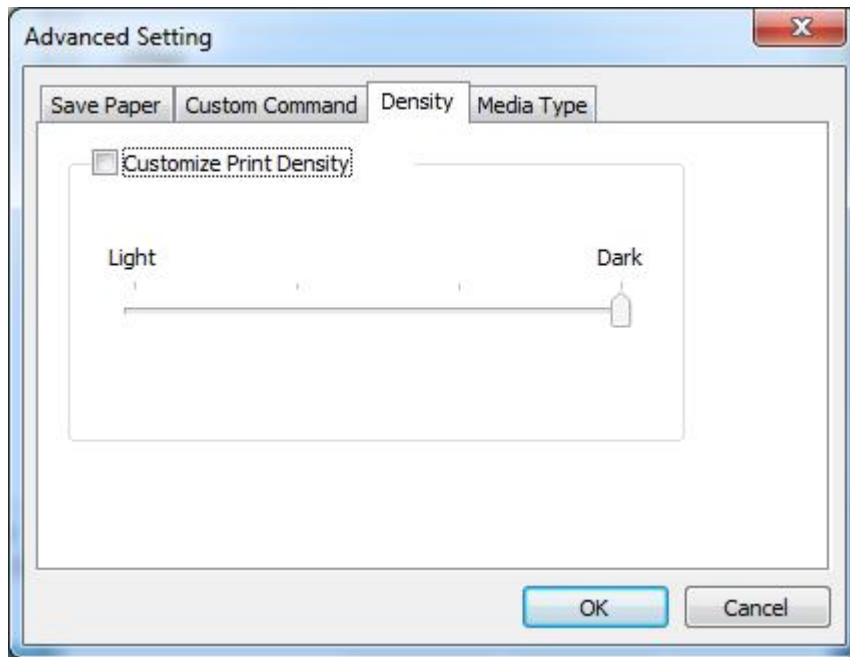 Advanced Setting
Save Paper Custom Command Density Media Type
Customize Print Density
Light Dark
OK Cancel